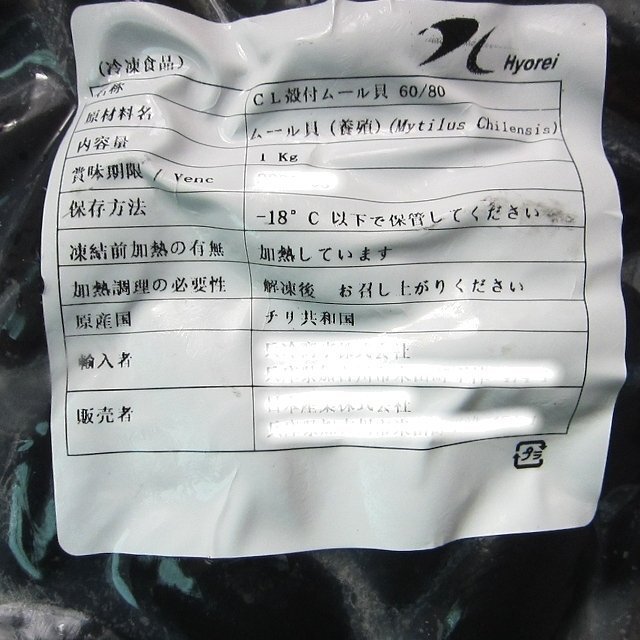 (冷凍食品)
Hyorei
名称 CL殻付ムール貝 60/80
原材料名 ムール貝 (養殖) (Mytilus Chilensis)
内容量 1 Kg
賞味期限 / Venc
保存方法 -18°C 以下で保管してください
凍結前加熱の有無 加熱しています
加熱調理の必要性 解凍後 お召し上がりください
原産国 チリ共和国
輸入者
販売者
プラ